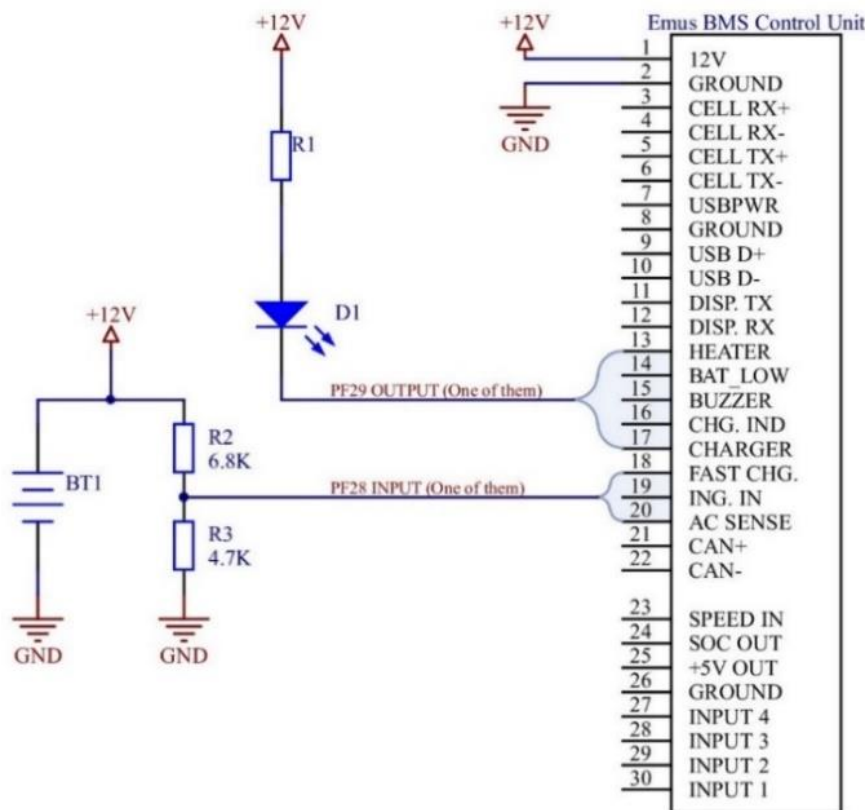 +12V
+12V
Emus BMS Control Unit
1 12V
2 GROUND
3 CELL RX+
4 CELL RX-
5 CELL TX+
6 CELL TX-
7 USBPWR
8 GROUND
9 USB D+
10 USB D-
11 DISP. TX
12 DISP. RX
13 HEATER
14 BAT_LOW
15 BUZZER
16 CHG. IND
17 CHARGER
18 FAST CHG.
19 ING. IN
20 AC SENSE
21 CAN+
22 CAN-
23 SPEED IN
24 SOC OUT
25 +5V OUT
26 GROUND
27 INPUT 4
28 INPUT 3
29 INPUT 2
30 INPUT 1
GND
R1
D1
+12V
PF29 OUTPUT (One of them)
R2
6.8K
BT1
PF28 INPUT (One of them)
R3
4.7K
GND
GND